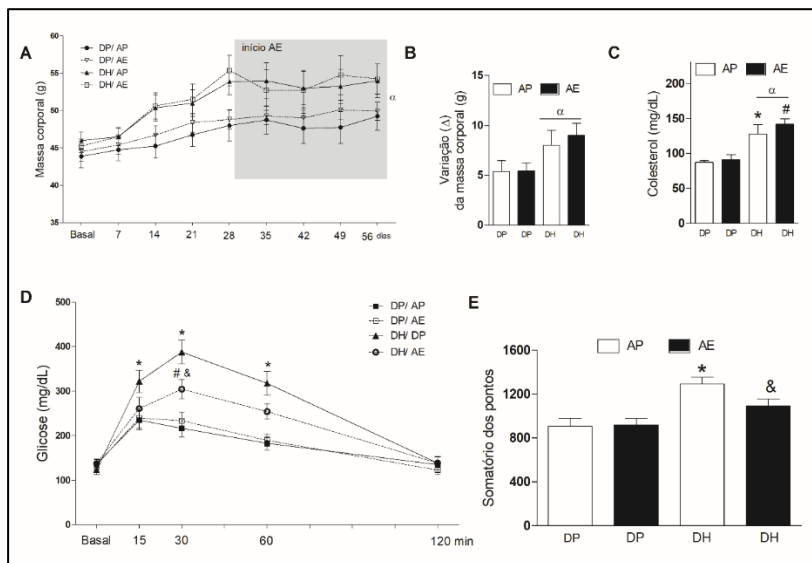 A
DP/ AP
DP/ AE
DH/ AP
DH/ AE
início AE
Massa corporal (g)
65
60
55
50
45
40
35
α
Basal 7 14 21 28 35 42 49 56 dias
B
AP
AE
Variação (Δ)
da massa corporal (g)
15
10
5
0
α
DP DP DH DH
C
AP
AE
Colesterol (mg/dL)
200
150
100
50
0
α
* #
DP DP DH DH
D
DP/ AP
DP/ AE
DH/ DP
DH/ AE
Glicose (mg/dL)
500
400
300
200
100
0
* * *
# &
Basal 15 30 60 120 min
E
AP AE
Somatório dos pontos
1600
1200
800
400
0
* &
DP DP DH DH